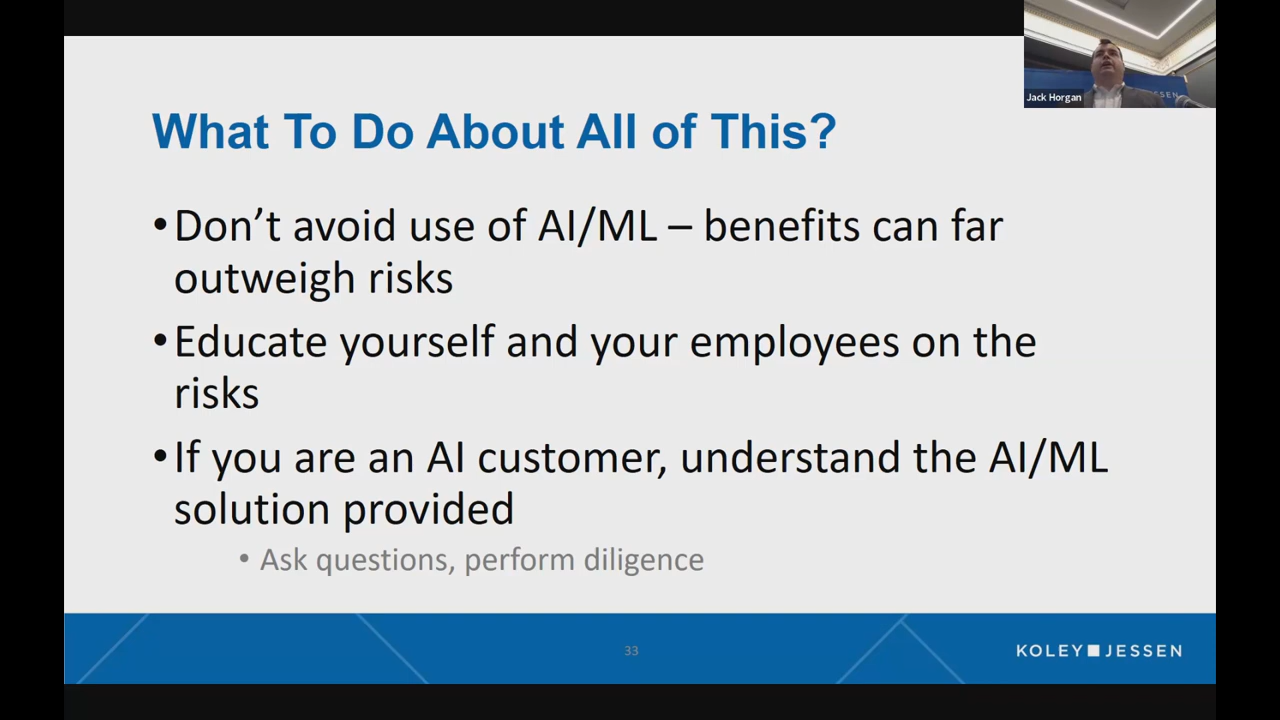 JESSEN
Jack Horgan
What To Do About All of This?
•Don’t avoid use of AI/ML – benefits can far
outweigh risks
•Educate yourself and your employees on the
risks
•If you are an AI customer, understand the AI/ML
solution provided
• Ask questions, perform diligence
33
KOLEY JESSEN